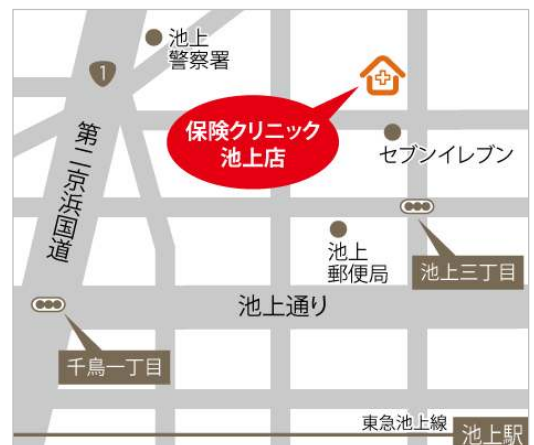 池上
警察署
1
保険クリニック
池上店
セブンイレブン
第二京浜国道
池上
郵便局
池上三丁目
池上通り
千鳥一丁目
東急池上線
池上駅